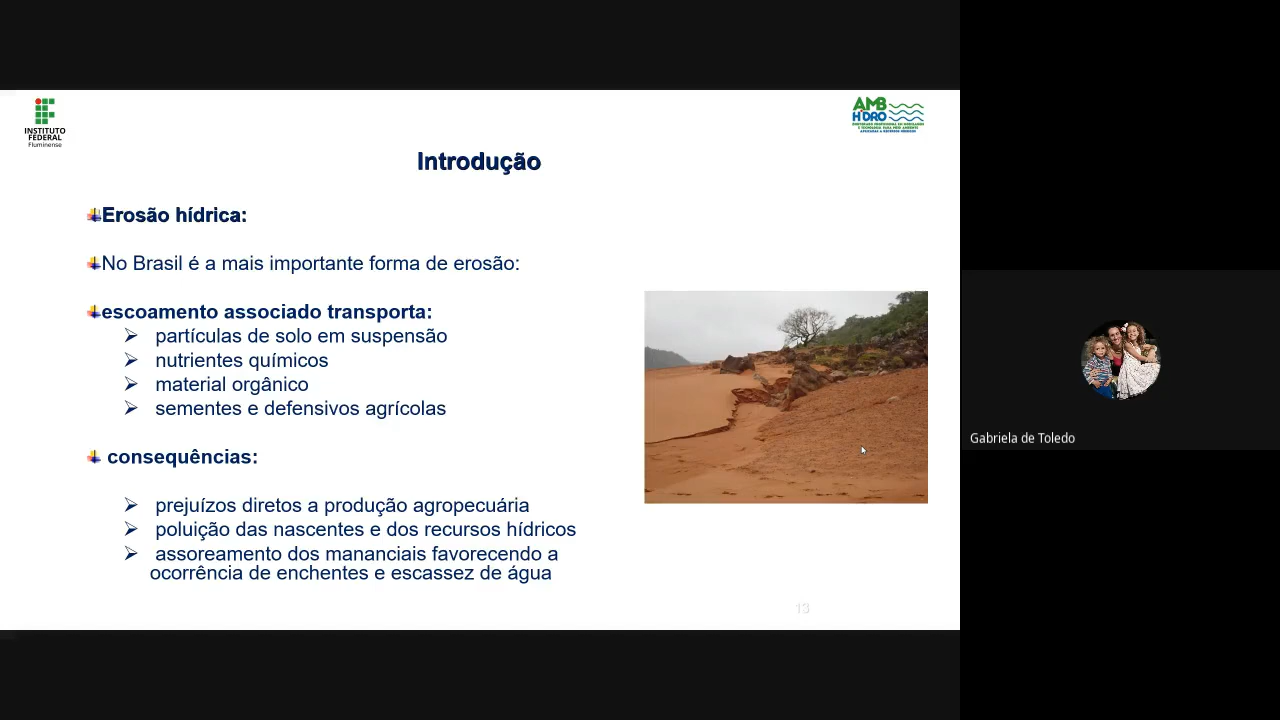 INSTITUTO
FEDERAL
Fluminense
AMB
HIDRO
Introdução
Erosão hídrica:
No Brasil é a mais importante forma de erosão:
escoamento associado transporta:
partículas de solo em suspensão
nutrientes químicos
material orgânico
sementes e defensivos agrícolas
consequências:
prejuízos diretos a produção agropecuária
poluição das nascentes e dos recursos hídricos
assoreamento dos mananciais favorecendo a
ocorrência de enchentes e escassez de água
13
Gabriela de Toledo